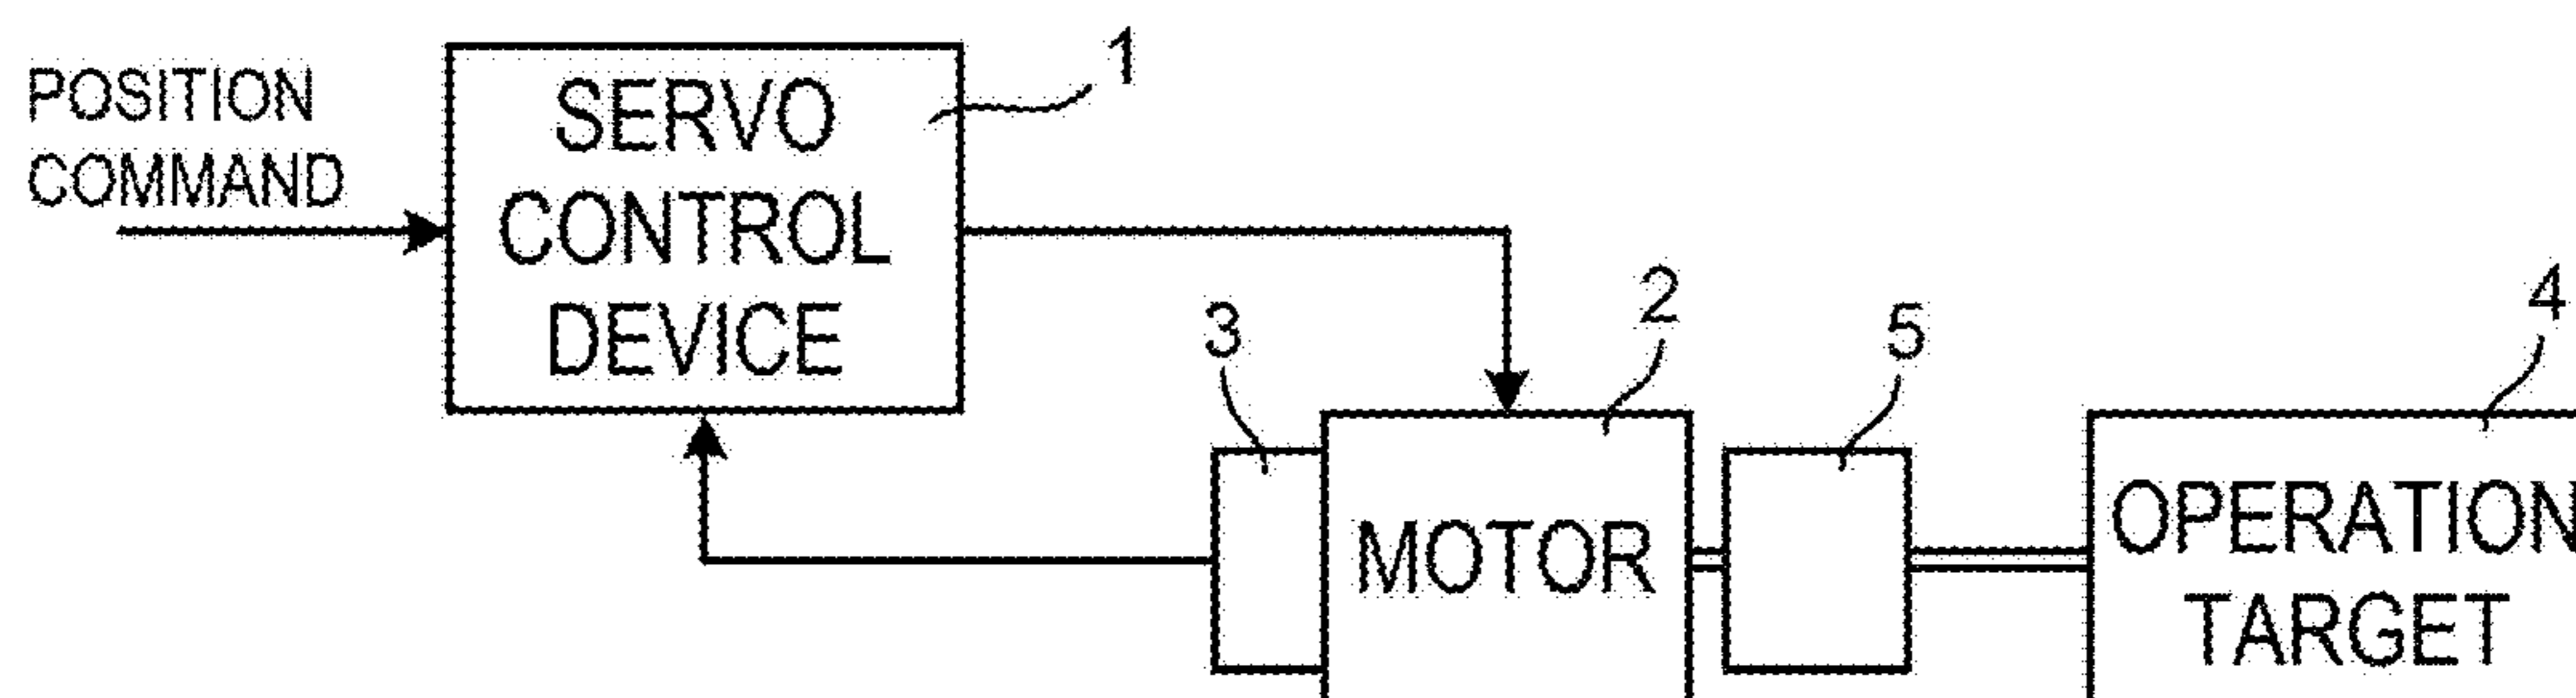 POSITION
COMMAND
SERVO
CONTROL
DEVICE
1
3
2
5
4
MOTOR
OPERATION
TARGET